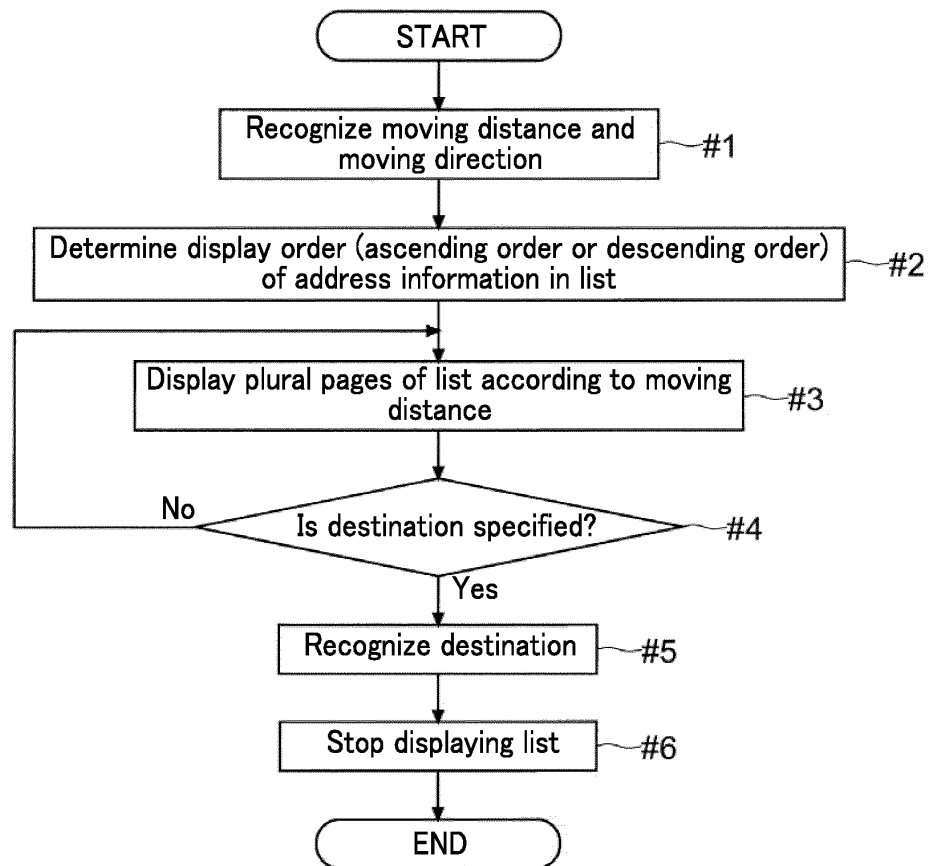 START
Recognize moving distance and
moving direction
#1
Determine display order (ascending order or descending order)
of address information in list
#2
Display plural pages of list according to moving
distance
#3
Is destination specified?
#4
No
Yes
Recognize destination
#5
Stop displaying list
#6
END